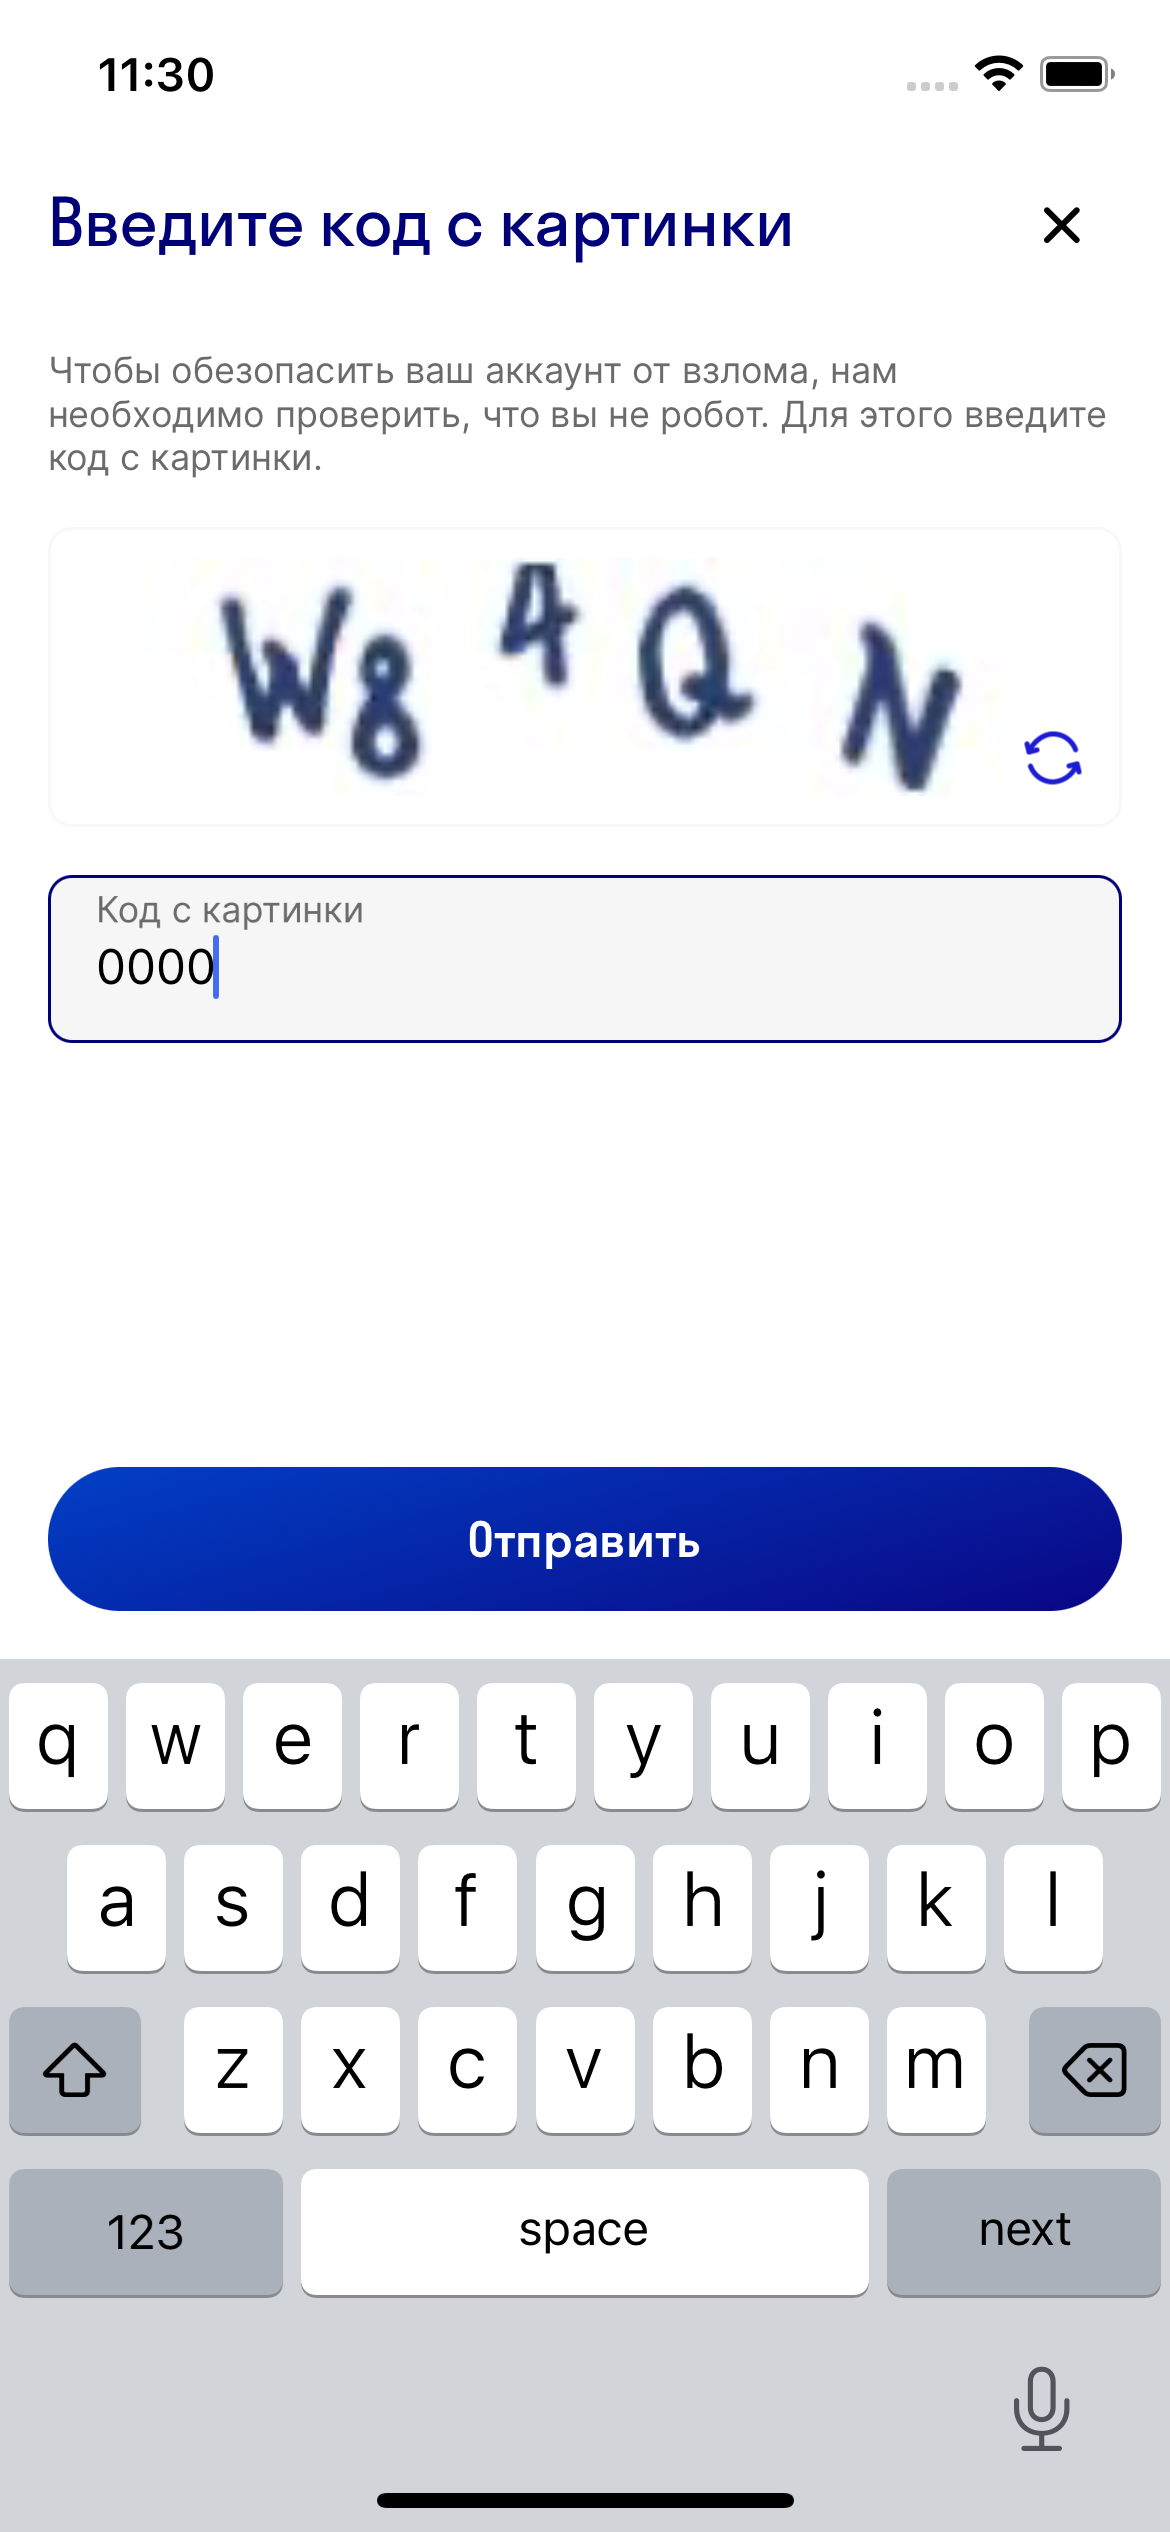 11:30
Введите код с картинки
Чтобы обезопасить ваш аккаунт от взлома, нам
необходимо проверить, что вы не робот. Для этого введите
код с картинки.
W8 4 Q N
Код с картинки
0000
Отправить
q w e r t y u i o p
a s d f g h j k l
z x c v b n m
123 space next